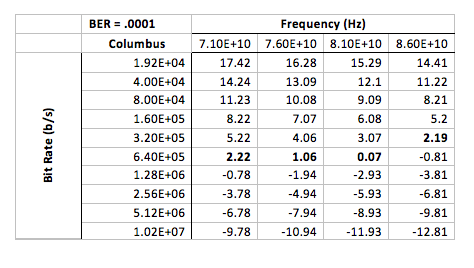 BER = .0001 Frequency (Hz)
Columbus 7.10E+10 7.60E+10 8.10E+10 8.60E+10
Bit Rate (b/s)
1.92E+04 17.42 16.28 15.29 14.41
4.00E+04 14.24 13.09 12.1 11.22
8.00E+04 11.23 10.08 9.09 8.21
1.60E+05 8.22 7.07 6.08 5.2
3.20E+05 5.22 4.06 3.07 2.19
6.40E+05 2.22 1.06 0.07 -0.81
1.28E+06 -0.78 -1.94 -2.93 -3.81
2.56E+06 -3.78 -4.94 -5.93 -6.81
5.12E+06 -6.78 -7.94 -8.93 -9.81
1.02E+07 -9.78 -10.94 -11.93 -12.81